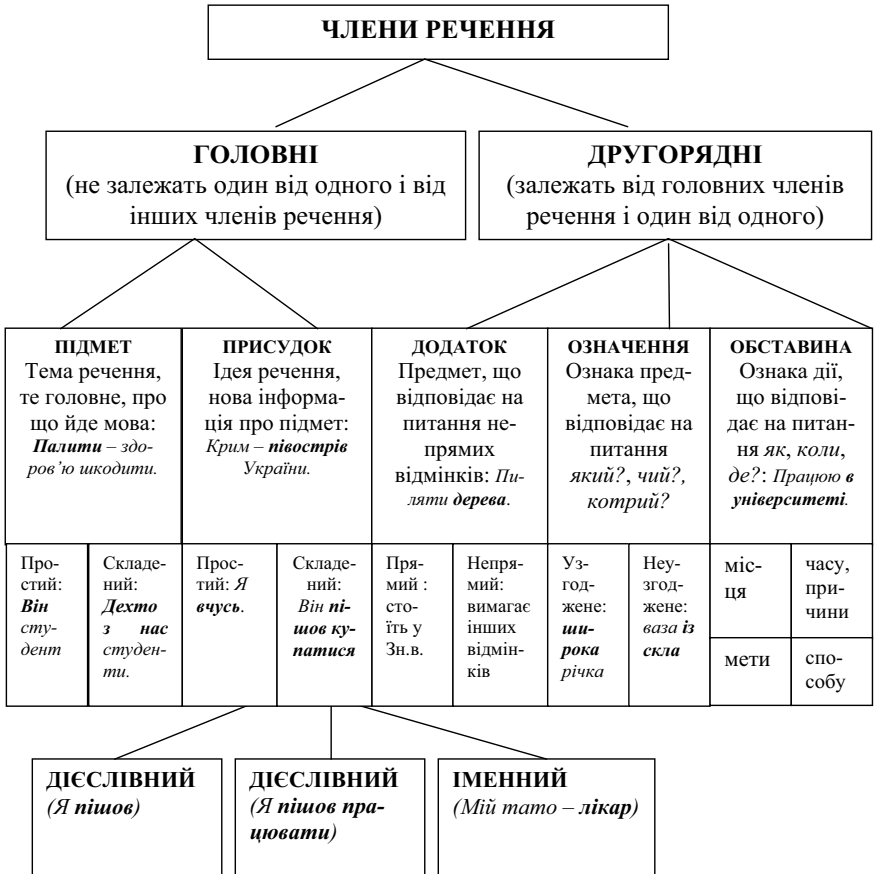 ЧЛЕНИ РЕЧЕННЯ
ГОЛОВНІ
(не залежать один від одного і від
інших членів речення)
ДРУГОРЯДНІ
(залежать від головних членів
речення і один від одного)
ПІДМЕТ
Тема речення,
те головне, про
що йде мова:
Палити – здо-
ров’ю шкодити.
ПРИСУДОК
Ідея речення,
нова інформа-
ція про підмет:
Крим – півострів
України.
ДОДАТОК
Предмет, що
відповідає на
питання не-
прямих
відмінків: Пи-
ляти дерева.
ОЗНАЧЕННЯ
Ознака пред-
мета, що
відповідає на
питання
який?, чий?,
котрий?
ОБСТАВИНА
Ознака дії,
що відпові-
дає на питан-
ня як, коли,
де?: Працюю в
університеті.
Про-
стий:
Він
сту-
дент
Складе-
ний:
Дехто
з нас
студен-
ти.
Прос-
тий: Я
вчусь.
Складе-
ний:
Він пі-
шов ку-
патися
Пря-
мий :
сто-
їть у
Зн.в.
Непря-
мий:
вимагає
інших
відмін-
ків
Уз-
год-
жене:
ши-
рока
річка
Неу-
згод-
жене:
ваза із
скла
міс-
ця
часу,
при-
чини
мети
спо-
собу
ДІЄСЛІВНИЙ
(Я пішов)
ДІЄСЛІВНИЙ
(Я пішов пра-
цювати)
ІМЕННИЙ
(Мій тато – лікар)